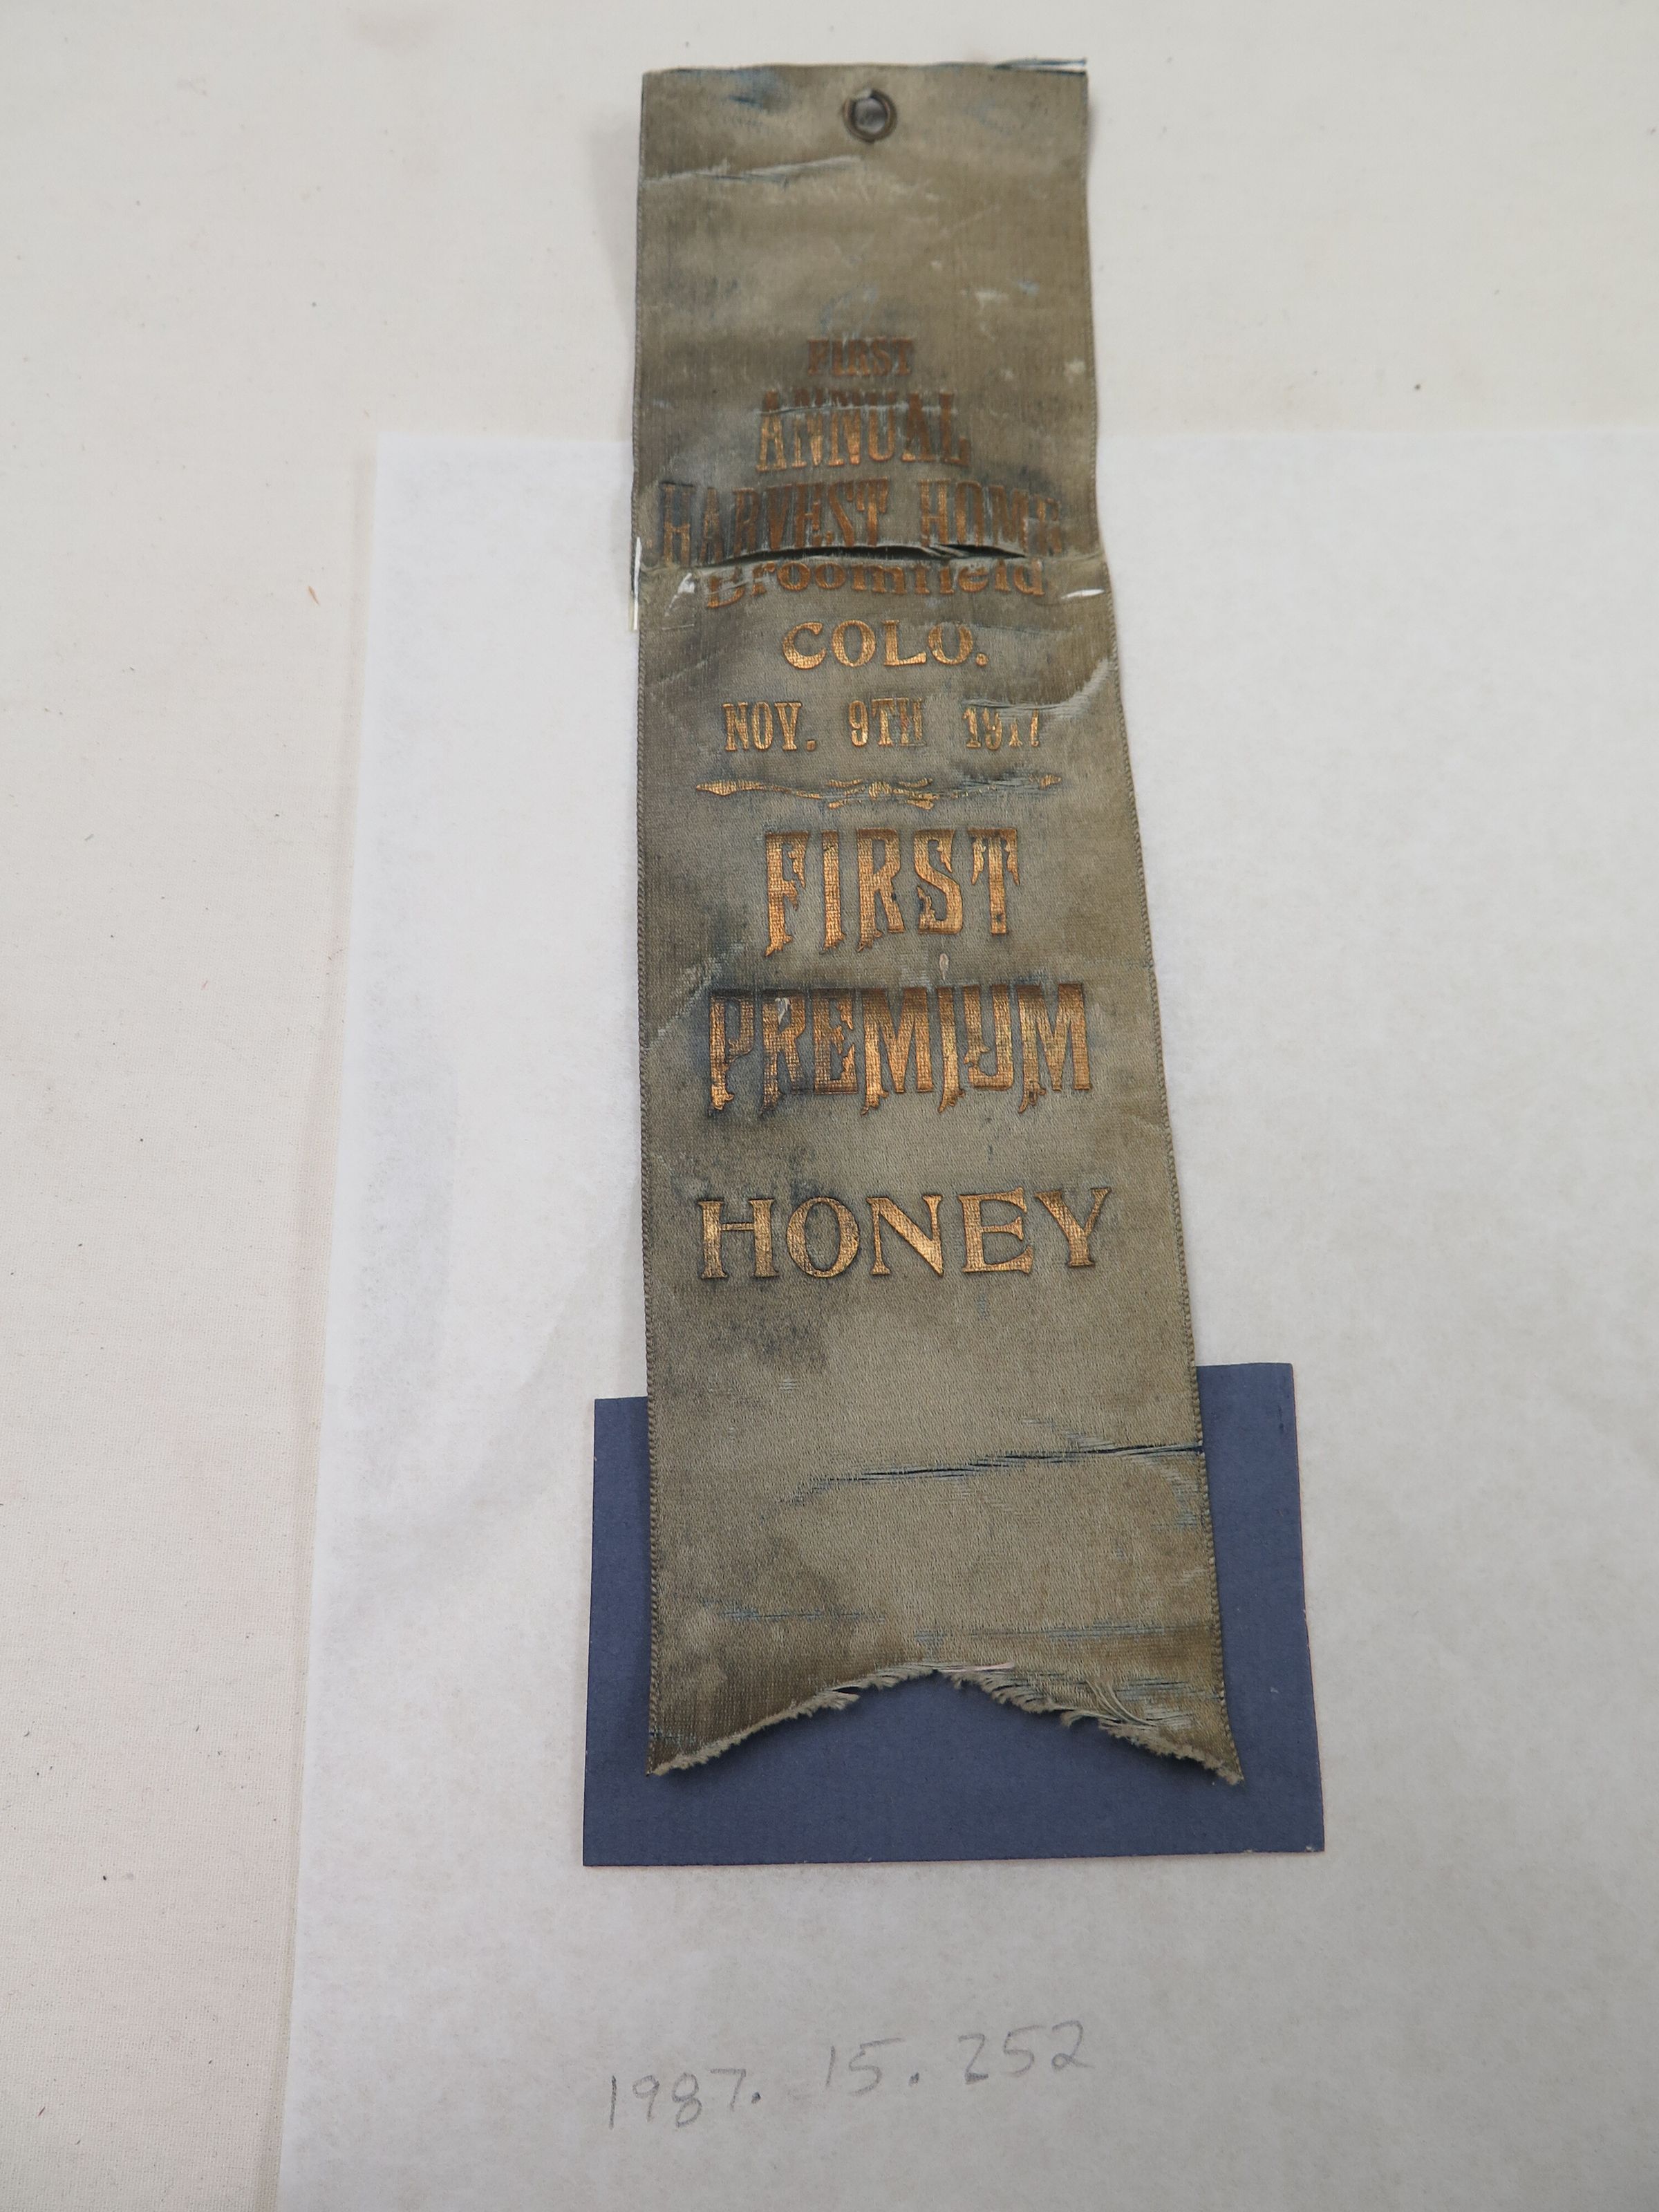 FIRST
ANNUAL
HARVEST HOME
Broomfield
COLO.
NOV. 9TH 1917
FIRST
PREMIUM
HONEY
1987. 15. 252